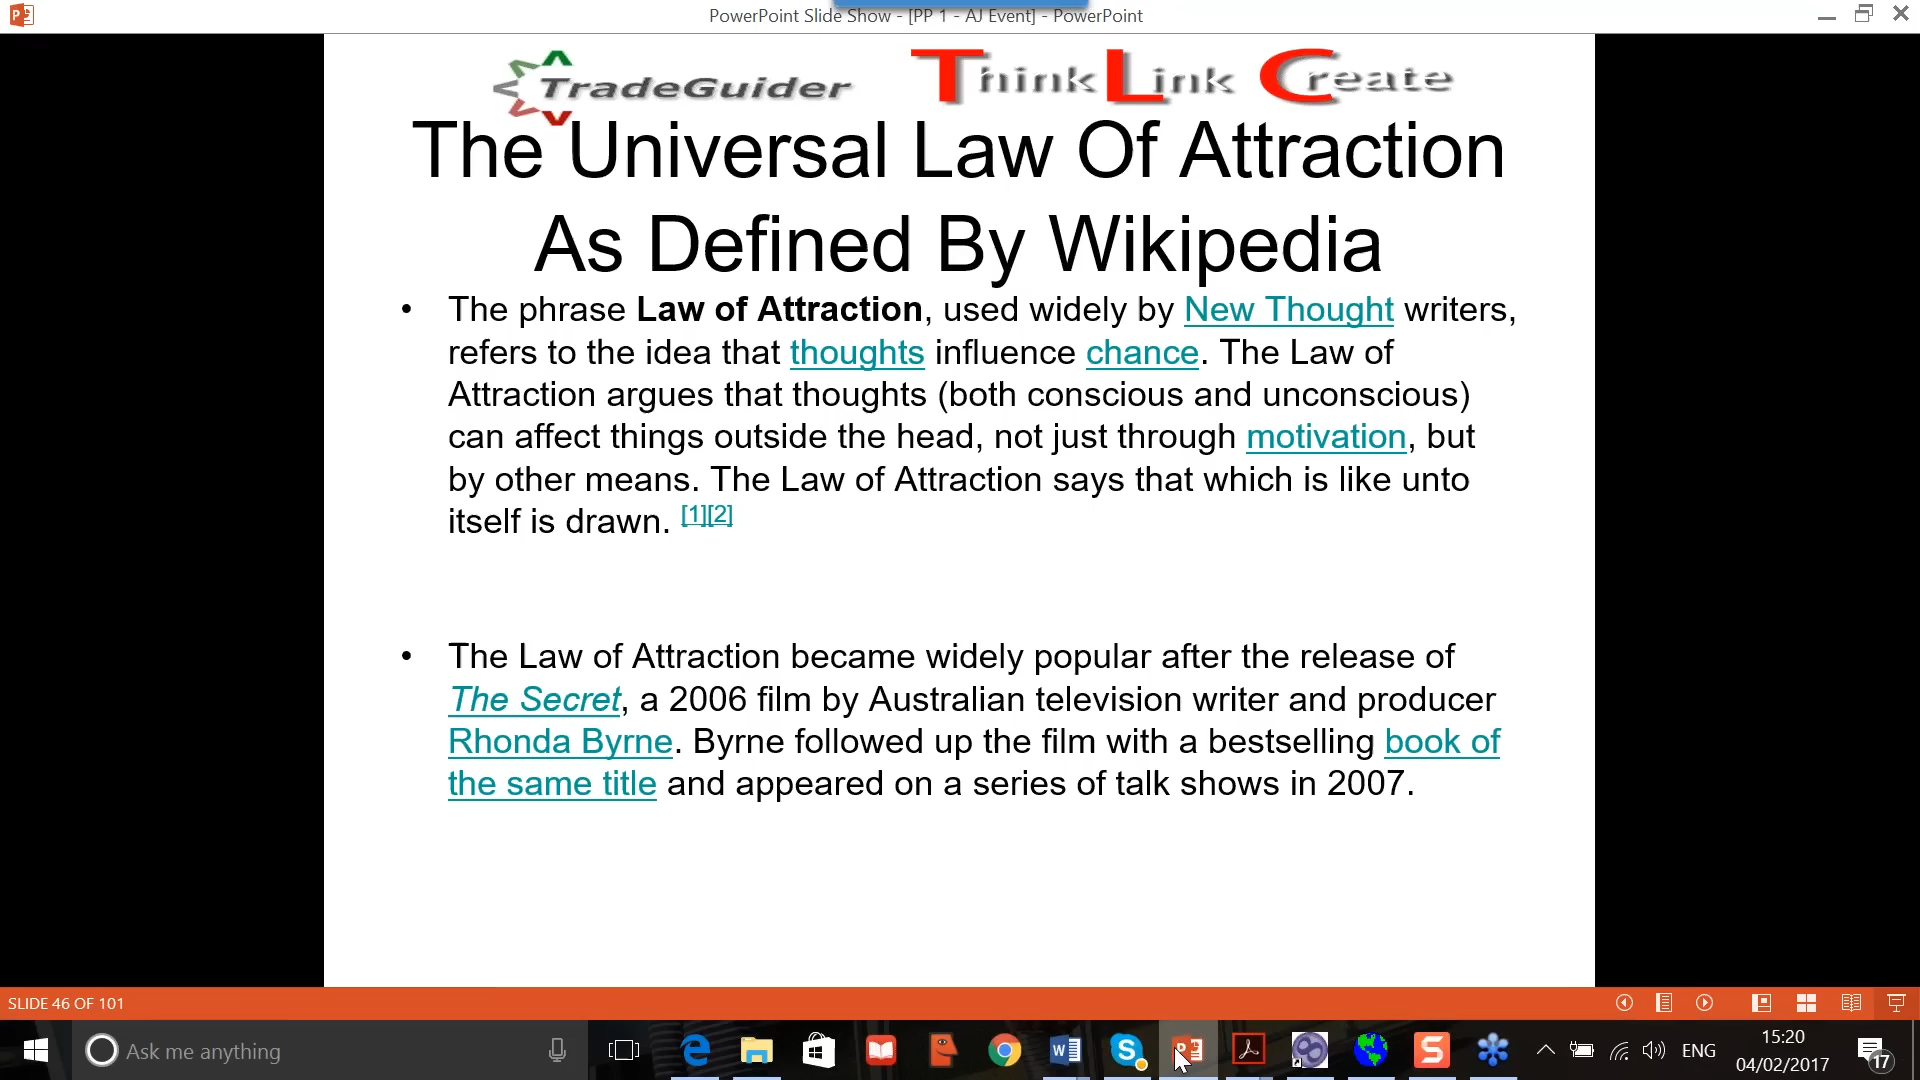 PowerPoint Slide Show - [PP 1 - AJ Event] - PowerPoint
TradeGuider
Think Link Create
The Universal Law Of Attraction
As Defined By Wikipedia
• The phrase Law of Attraction, used widely by New Thought writers,
refers to the idea that thoughts influence chance. The Law of
Attraction argues that thoughts (both conscious and unconscious)
can affect things outside the head, not just through motivation, but
by other means. The Law of Attraction says that which is like unto
itself is drawn. [1][2]
• The Law of Attraction became widely popular after the release of
The Secret, a 2006 film by Australian television writer and producer
Rhonda Byrne. Byrne followed up the film with a bestselling book of
the same title and appeared on a series of talk shows in 2007.
SLIDE 46 OF 101
Ask me anything
ENG
15:20
04/02/2017
17